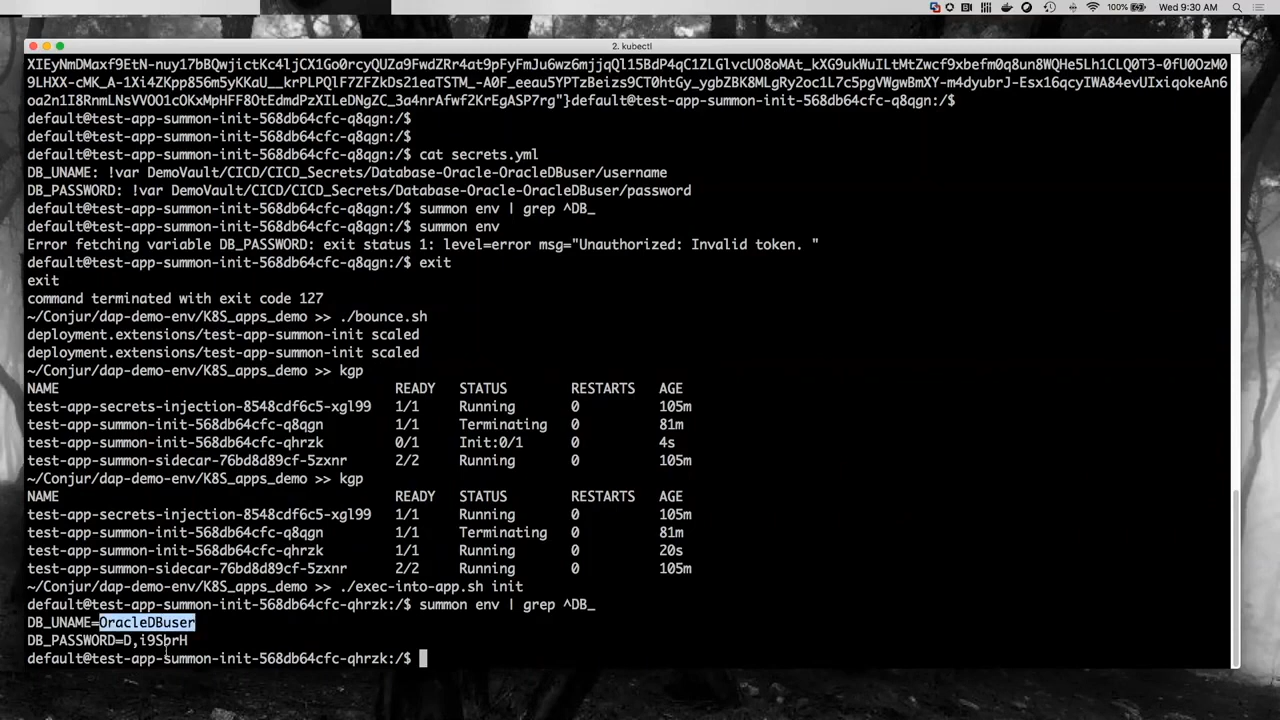 100% Wed 9:30 AM
2. kubectl
XIEyNmDMaxf9EtN-nuy17bBQwjictKc4ljCX1Go0rcyQUZa9FwdZRr4at9pFyFmJu6wz6mjjqQl15BdP4qC1ZLGlvcUO8oMAt_kXG9ukWuILtMtZwcf9xbefm0q8un8WQHe5Lh1CLQ0T3-0fU0OzM0
9LHXX-cMK_A-1Xi4ZKpp856m5yKKaU__krPLPQlF7ZFZkDs21eaTSTM_-A0F_eeau5YPTzBeizs9CT0htGy_ygbZBK8MLgRy2oc1L7c5pgVWgwBmXY-m4dyubrJ-Esx16qcyIWA84evUIxiqokeAn6
oa2n1I8RnmLNsVVOO1cOKxMpHFF8OtEdmdPzXILeDNgZC_3a4nrAfwf2KrEgASP7rg"}default@test-app-summon-init-568db64cfc-q8qgn:/$
default@test-app-summon-init-568db64cfc-q8qgn:/$
default@test-app-summon-init-568db64cfc-q8qgn:/$
default@test-app-summon-init-568db64cfc-q8qgn:/$ cat secrets.yml
DB_UNAME: !var DemoVault/CICD/CICD_Secrets/Database-Oracle-OracleDBuser/username
DB_PASSWORD: !var DemoVault/CICD/CICD_Secrets/Database-Oracle-OracleDBuser/password
default@test-app-summon-init-568db64cfc-q8qgn:/$ summon env | grep ^DB_
default@test-app-summon-init-568db64cfc-q8qgn:/$ summon env
Error fetching variable DB_PASSWORD: exit status 1: level=error msg="Unauthorized: Invalid token. "
default@test-app-summon-init-568db64cfc-q8qgn:/$ exit
exit
command terminated with exit code 127
~/Conjur/dap-demo-env/K8S_apps_demo >> ./bounce.sh
deployment.extensions/test-app-summon-init scaled
deployment.extensions/test-app-summon-init scaled
~/Conjur/dap-demo-env/K8S_apps_demo >> kgp
NAME READY STATUS RESTARTS AGE
test-app-secrets-injection-8548cdf6c5-xgl99 1/1 Running 0 105m
test-app-summon-init-568db64cfc-q8qgn 1/1 Terminating 0 81m
test-app-summon-init-568db64cfc-qhrzk 0/1 Init:0/1 0 4s
test-app-summon-sidecar-76bd8d89cf-5zxnr 2/2 Running 0 105m
~/Conjur/dap-demo-env/K8S_apps_demo >> kgp
NAME READY STATUS RESTARTS AGE
test-app-secrets-injection-8548cdf6c5-xgl99 1/1 Running 0 105m
test-app-summon-init-568db64cfc-q8qgn 1/1 Terminating 0 81m
test-app-summon-init-568db64cfc-qhrzk 1/1 Running 0 20s
test-app-summon-sidecar-76bd8d89cf-5zxnr 2/2 Running 0 105m
~/Conjur/dap-demo-env/K8S_apps_demo >> ./exec-into-app.sh init
default@test-app-summon-init-568db64cfc-qhrzk:/$ summon env | grep ^DB_
DB_UNAME=OracleDBuser
DB_PASSWORD=D,i9SbrH
default@test-app-summon-init-568db64cfc-qhrzk:/$